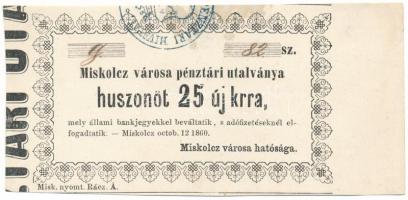 g. 82 sz.
Miskolcz városa pénztári utalványa
huszonöt 25 új krra,
mely állami bankjegyekkel beváltatik, s adófizetéseknél el-
fogadtatik. — Miskolcz octob. 12 1860.
Miskolcz városa hatósága.
Misk. nyomt. Rácz. Á.